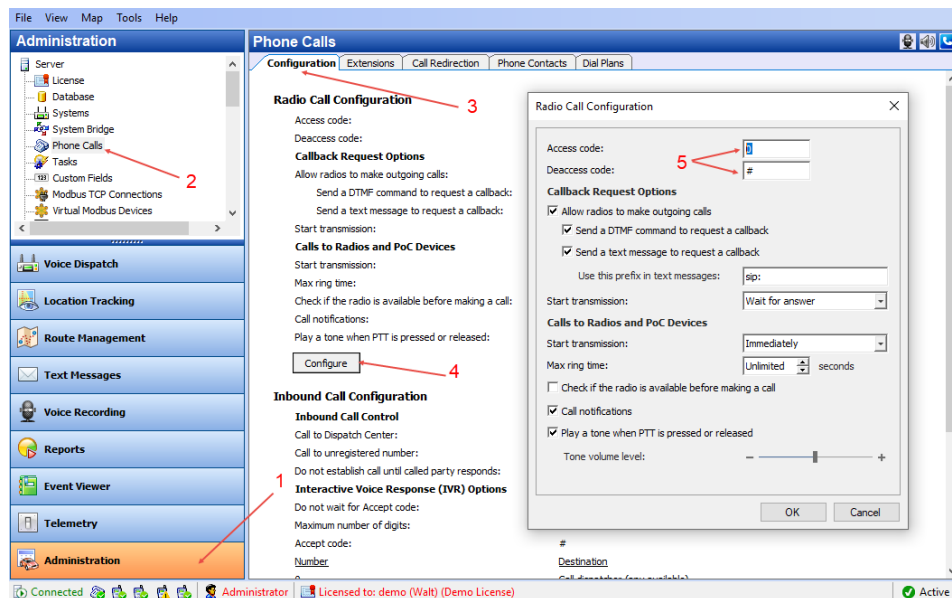 File View Map Tools Help
Administration
Server
License
Database
Systems
System Bridge
Phone Calls
Tasks
Custom Fields
Modbus TCP Connections
Virtual Modbus Devices
2
Voice Dispatch
Location Tracking
Route Management
Text Messages
Voice Recording
Reports
Event Viewer
Telemetry
Administration
1
Phone Calls
Configuration Extensions Call Redirection Phone Contacts Dial Plans
3
Radio Call Configuration
Access code:
Deaccess code:
Callback Request Options
Allow radios to make outgoing calls:
Send a DTMF command to request a callback:
Send a text message to request a callback:
Start transmission:
Calls to Radios and PoC Devices
Start transmission:
Max ring time:
Check if the radio is available before making a call:
Call notifications:
Play a tone when PTT is pressed or released:
Configure
4
Inbound Call Configuration
Inbound Call Control
Call to Dispatch Center:
Call to unregistered number:
Do not establish call until called party responds:
Interactive Voice Response (IVR) Options
Do not wait for Accept code:
Maximum number of digits:
Accept code: #
Number Destination
Radio Call Configuration
Access code:
5
Deaccess code: #
Callback Request Options
Allow radios to make outgoing calls
Send a DTMF command to request a callback
Send a text message to request a callback
Use this prefix in text messages: sip:
Start transmission: Wait for answer
Calls to Radios and PoC Devices
Start transmission: Immediately
Max ring time: Unlimited seconds
Check if the radio is available before making a call
Call notifications
Play a tone when PTT is pressed or released
Tone volume level: − +
OK Cancel
Connected Administrator Licensed to: demo (Walt) (Demo License) Active